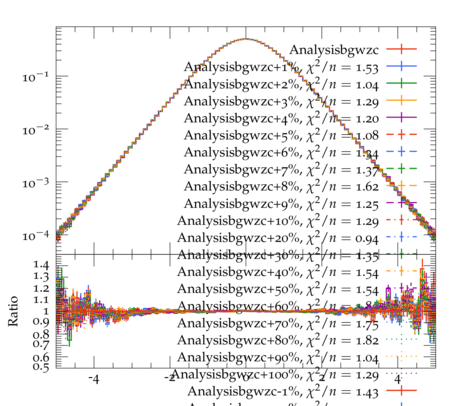 Analysisbgwzc
10⁻¹
Analysisbgwzc+1%, χ²/n = 1.53
Analysisbgwzc+2%, χ²/n = 1.04
Analysisbgwzc+3%, χ²/n = 1.29
10⁻²
Analysisbgwzc+4%, χ²/n = 1.20
Analysisbgwzc+5%, χ²/n = 1.08
Analysisbgwzc+6%, χ²/n =
Analysisbgwzc+7%, χ²/n = 1.37
10⁻³
Analysisbgwzc+8%, χ²/n = 1.62
Analysisbgwzc+9%, χ²/n = 1.25
Analysisbgwzc+10%, χ²/n = 1.29
10⁻⁴
Analysisbgwzc+20%, χ²/n = 0.94
Analysisbgwzc+30%, χ²/n = 1.35
1.4
Analysisbgwzc+40%, χ²/n = 1.54
1.3
1.2
Analysisbgwzc+50%, χ²/n = 1.54
1.1
Analysisbgwzc+60%, χ²/n =
1
0.9
Analysisbgwzc+70%, χ²/n = 1.75
0.8
Analysisbgwzc+80%, χ²/n = 1.82
0.7
Analysisbgwzc+90%, χ²/n = 1.04
0.6
0.5
Analysisbgwzc+100%, χ²/n = 1.29
Ratio
-4 -2 0 2 4
Analysisbgwzc-1%, χ²/n = 1.43